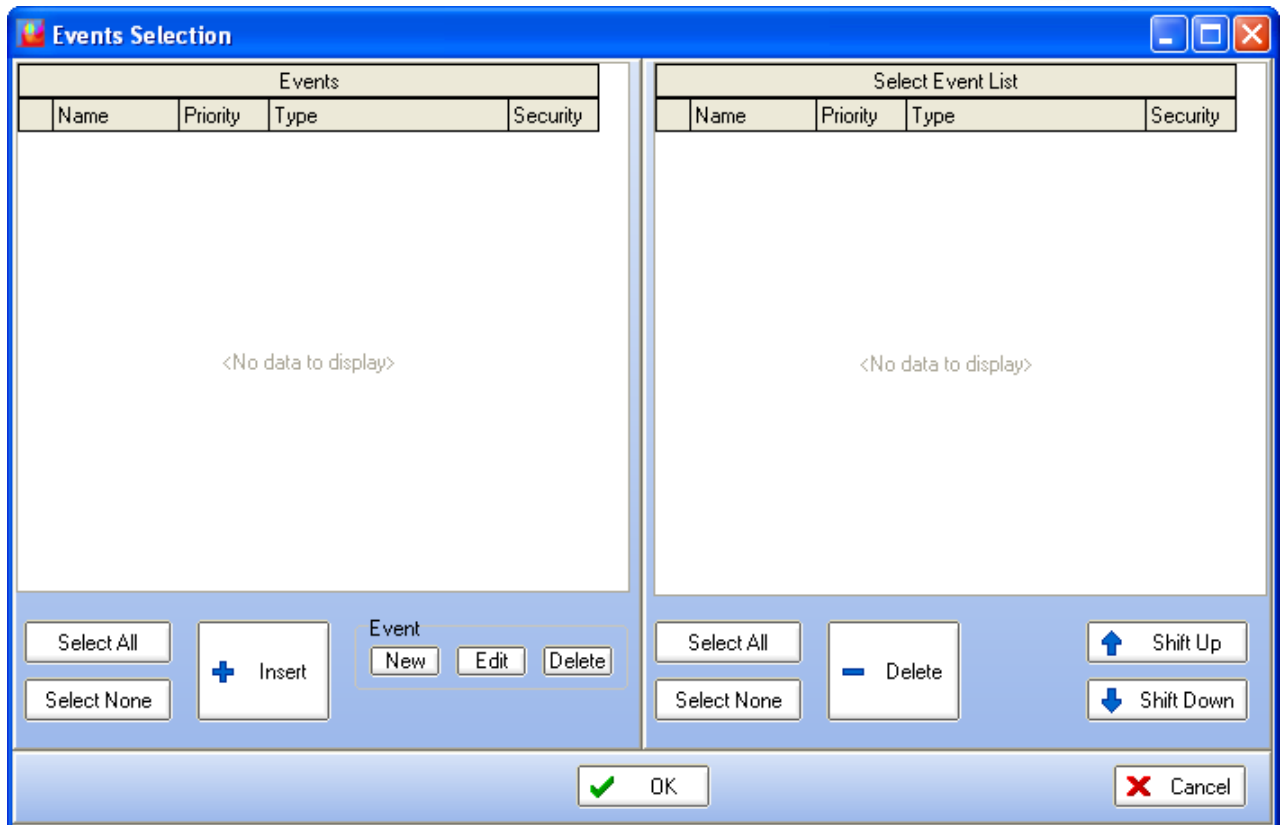 Events Selection
Events
Name Priority Type Security
<No data to display>
Select All
Select None
Insert
Event
New Edit Delete
Select Event List
Name Priority Type Security
<No data to display>
Select All
Select None
Delete
Shift Up
Shift Down
OK
Cancel